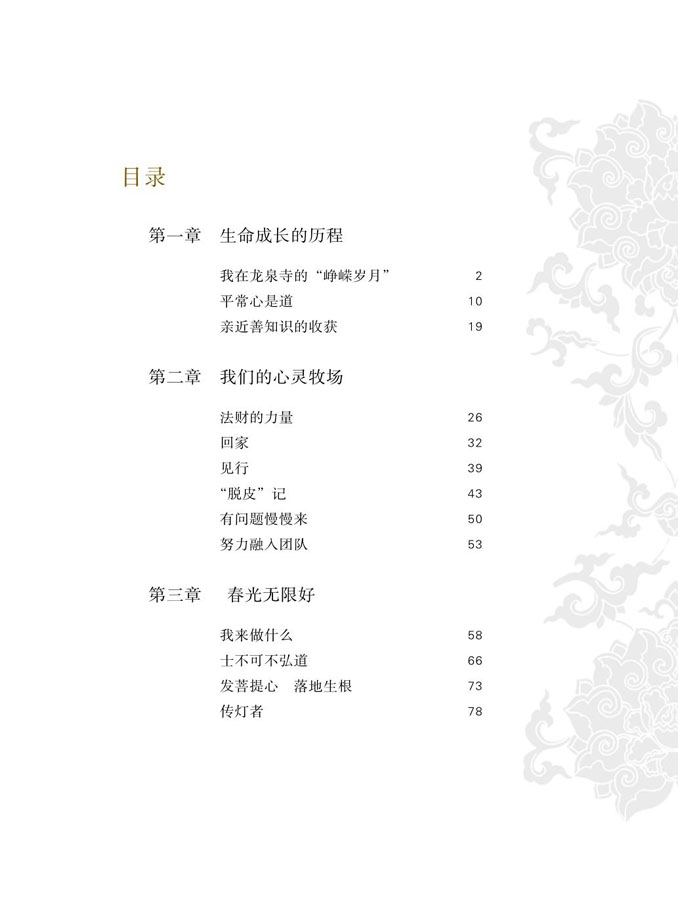 目录
第一章 生命成长的历程
我在龙泉寺的“峥嵘岁月” 2
平常心是道 10
亲近善知识的收获 19
第二章 我们的心灵牧场
法财的力量 26
回家 32
见行 39
“脱皮”记 43
有问题慢慢来 50
努力融入团队 53
第三章 春光无限好
我来做什么 58
士不可不弘道 66
发菩提心 落地生根 73
传灯者 78